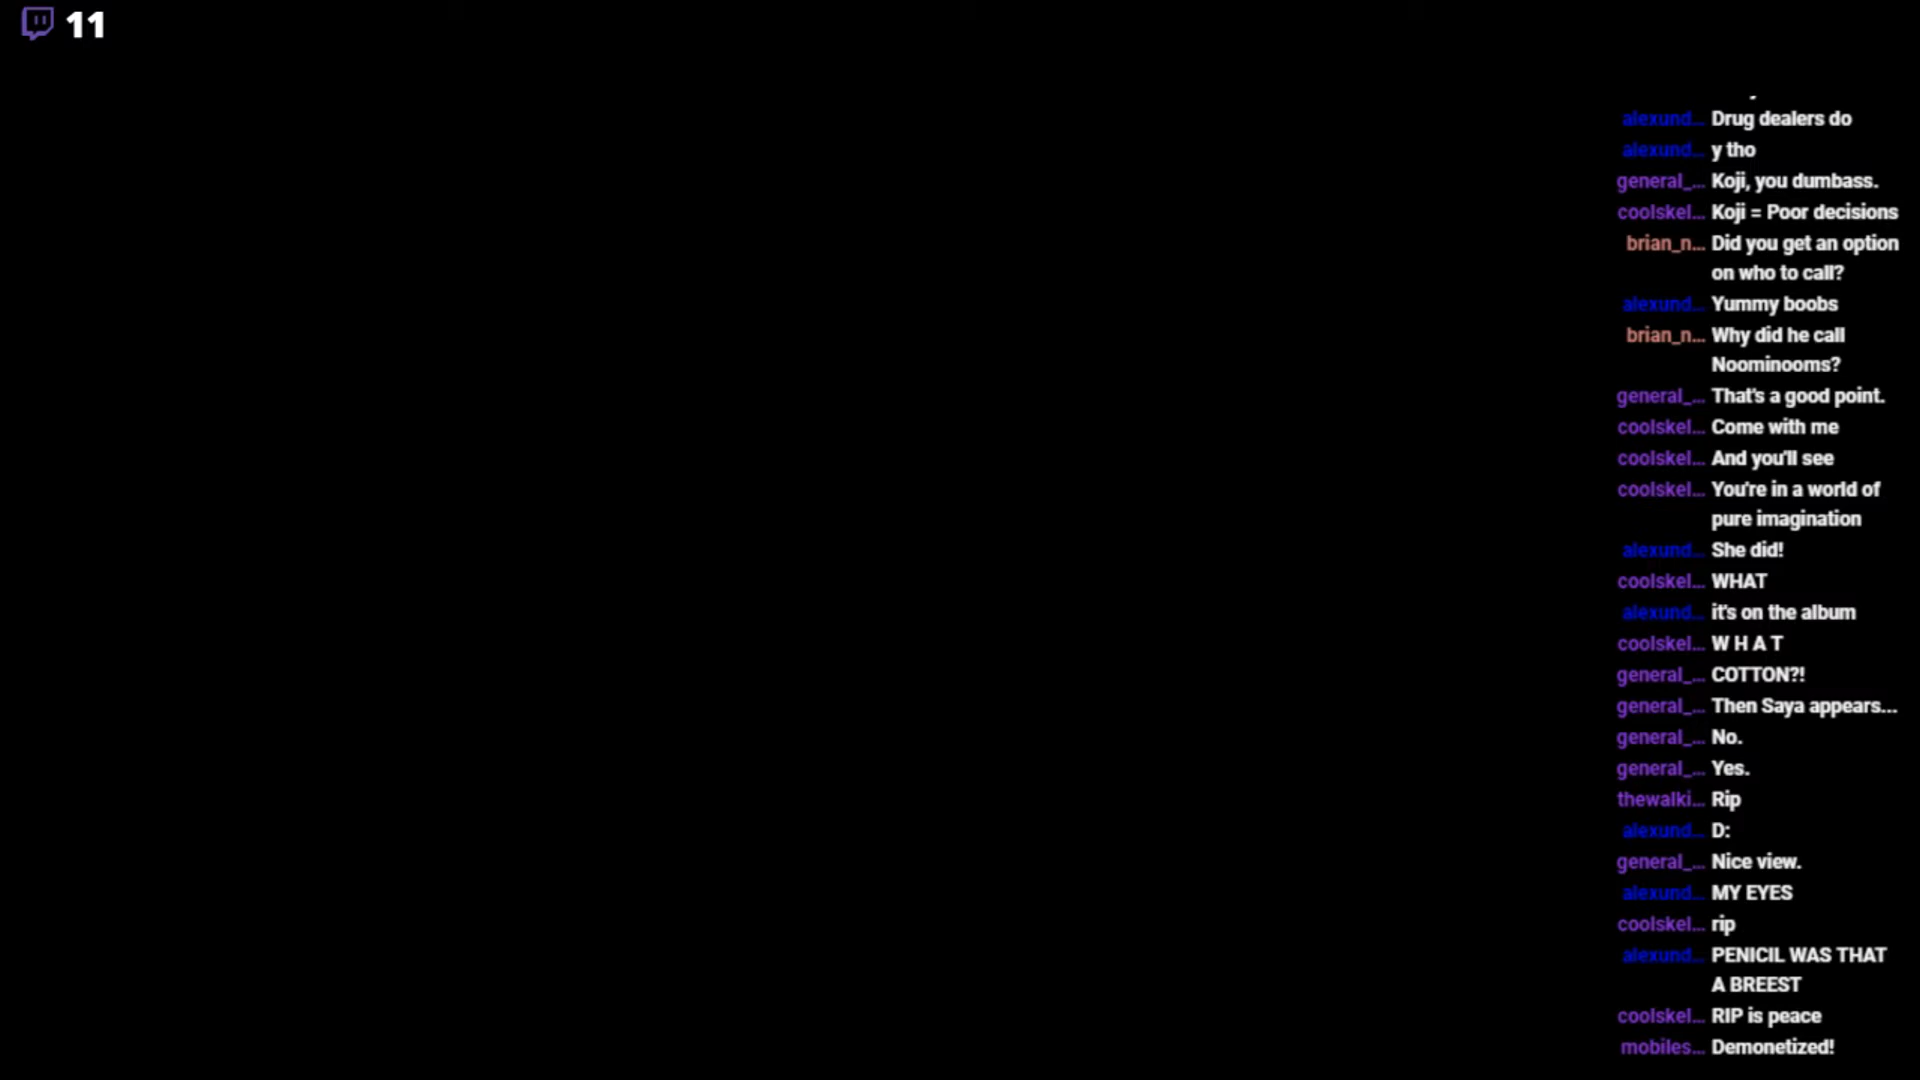 11
alexund... Drug dealers do
alexund... y tho
general_... Koji, you dumbass.
coolskel... Koji = Poor decisions
brian_n... Did you get an option
on who to call?
alexund... Yummy boobs
brian_n... Why did he call
Noominooms?
general_... That's a good point.
coolskel... Come with me
coolskel... And you'll see
coolskel... You're in a world of
pure imagination
alexund... She did!
coolskel... WHAT
alexund... it's on the album
coolskel... W H A T
general_... COTTON?!
general_... Then Saya appears...
general_... No.
general_... Yes.
thewalki... Rip
alexund... D:
general_... Nice view.
alexund... MY EYES
coolskel... rip
alexund... PENICIL WAS THAT
A BREEST
coolskel... RIP is peace
mobiles... Demonetized!